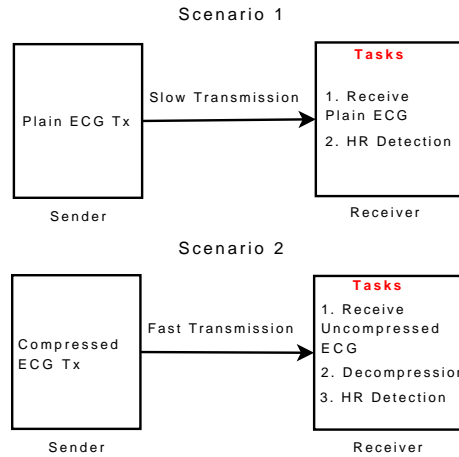 Scenario 1
Plain ECG Tx
Slow Transmission
Tasks
1. Receive
Plain ECG
2. HR Detection
Sender
Receiver
Scenario 2
Compressed
ECG Tx
Fast Transmission
Tasks
1. Receive
Uncompressed
ECG
2. Decompression
3. HR Detection
Sender
Receiver